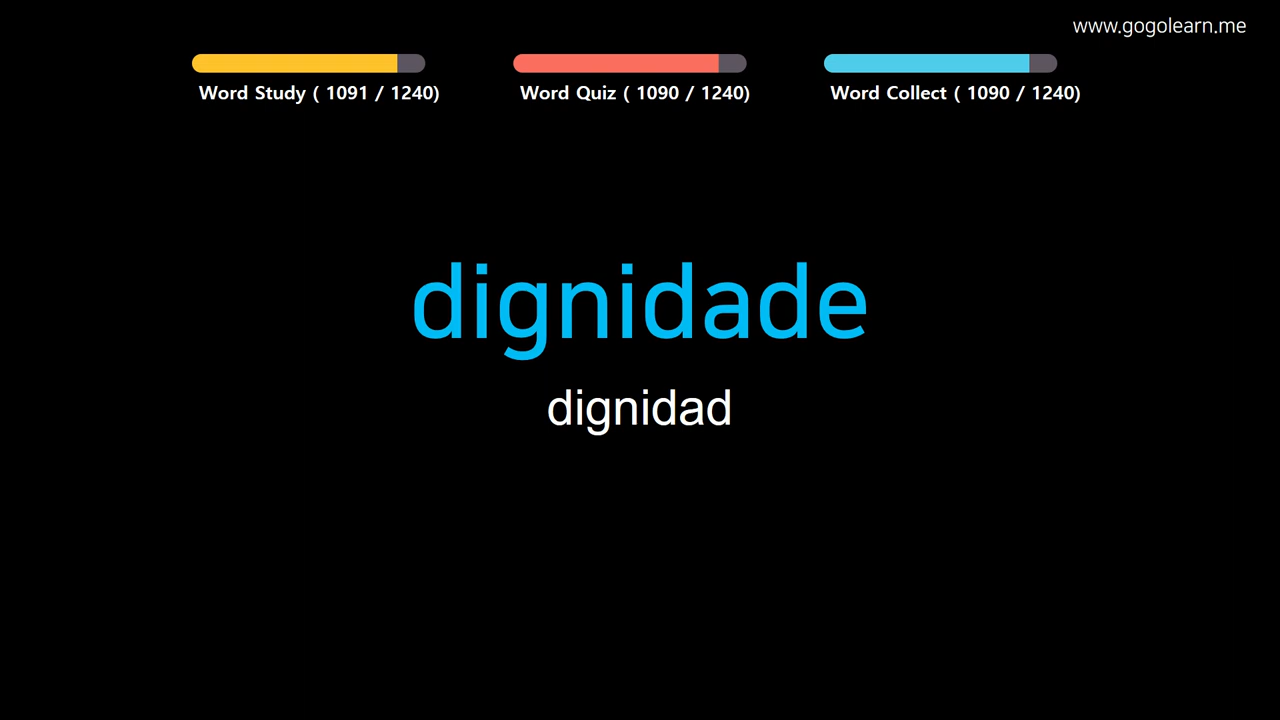 www.gogolearn.me
Word Study ( 1091 / 1240)
Word Quiz ( 1090 / 1240)
Word Collect ( 1090 / 1240)
dignidade
dignidad